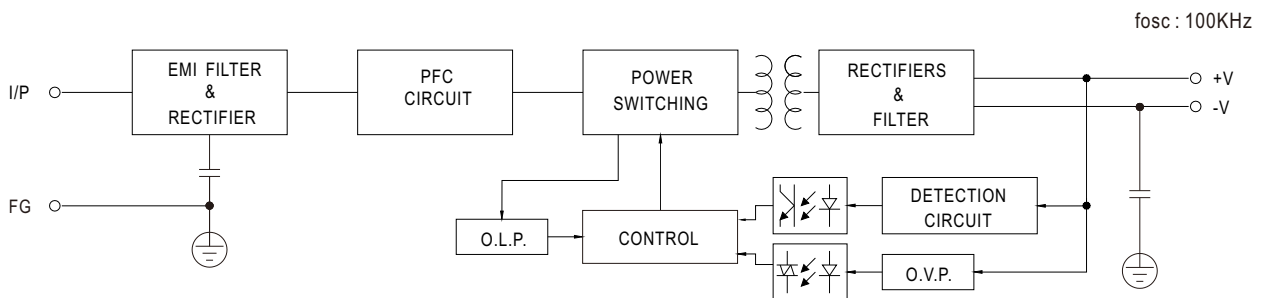 fosc : 100KHz
I/P
EMI FILTER
&
RECTIFIER
PFC
CIRCUIT
POWER
SWITCHING
RECTIFIERS
&
FILTER
+V
-V
FG
O.L.P.
CONTROL
DETECTION
CIRCUIT
O.V.P.